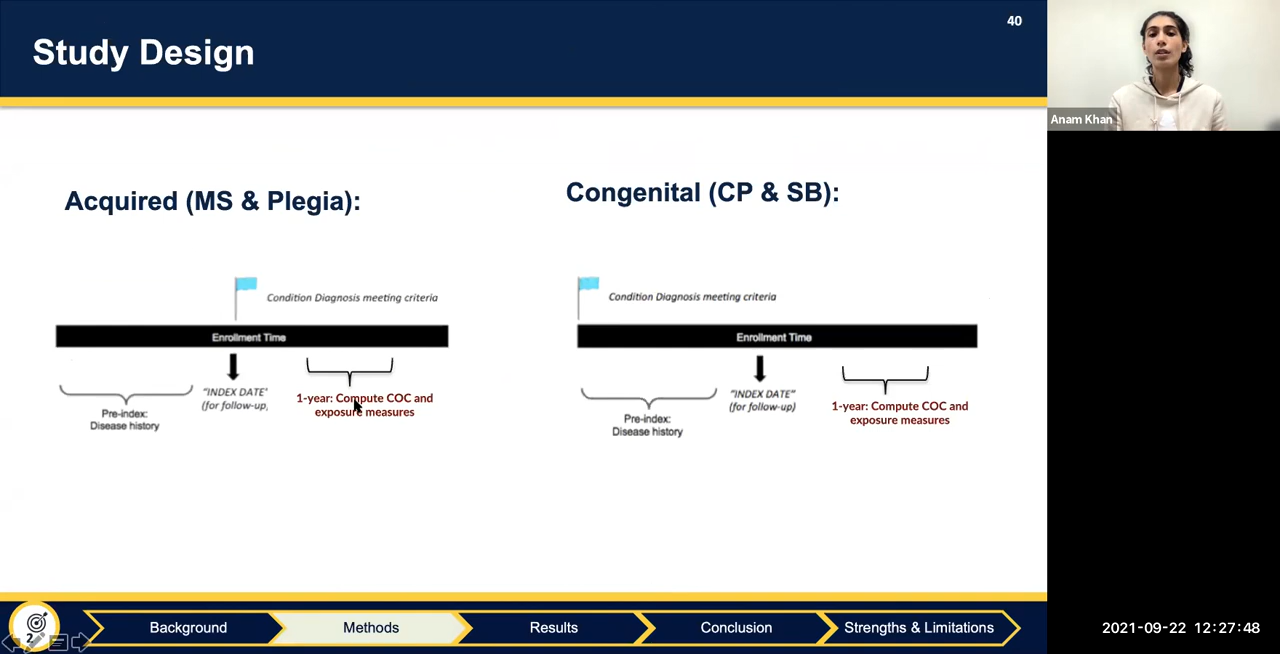 40
Study Design
Anam Khan
Acquired (MS & Plegia):
Condition Diagnosis meeting criteria
Enrollment Time
"INDEX DATE"
(for follow-up,
1-year: Compute COC and
exposure measures
Pre-index:
Disease history
Congenital (CP & SB):
Condition Diagnosis meeting criteria
Enrollment Time
"INDEX DATE"
(for follow-up)
1-year: Compute COC and
exposure measures
Pre-index:
Disease history
2
Background
Methods
Results
Conclusion
Strengths & Limitations
2021-09-22 12:27:48